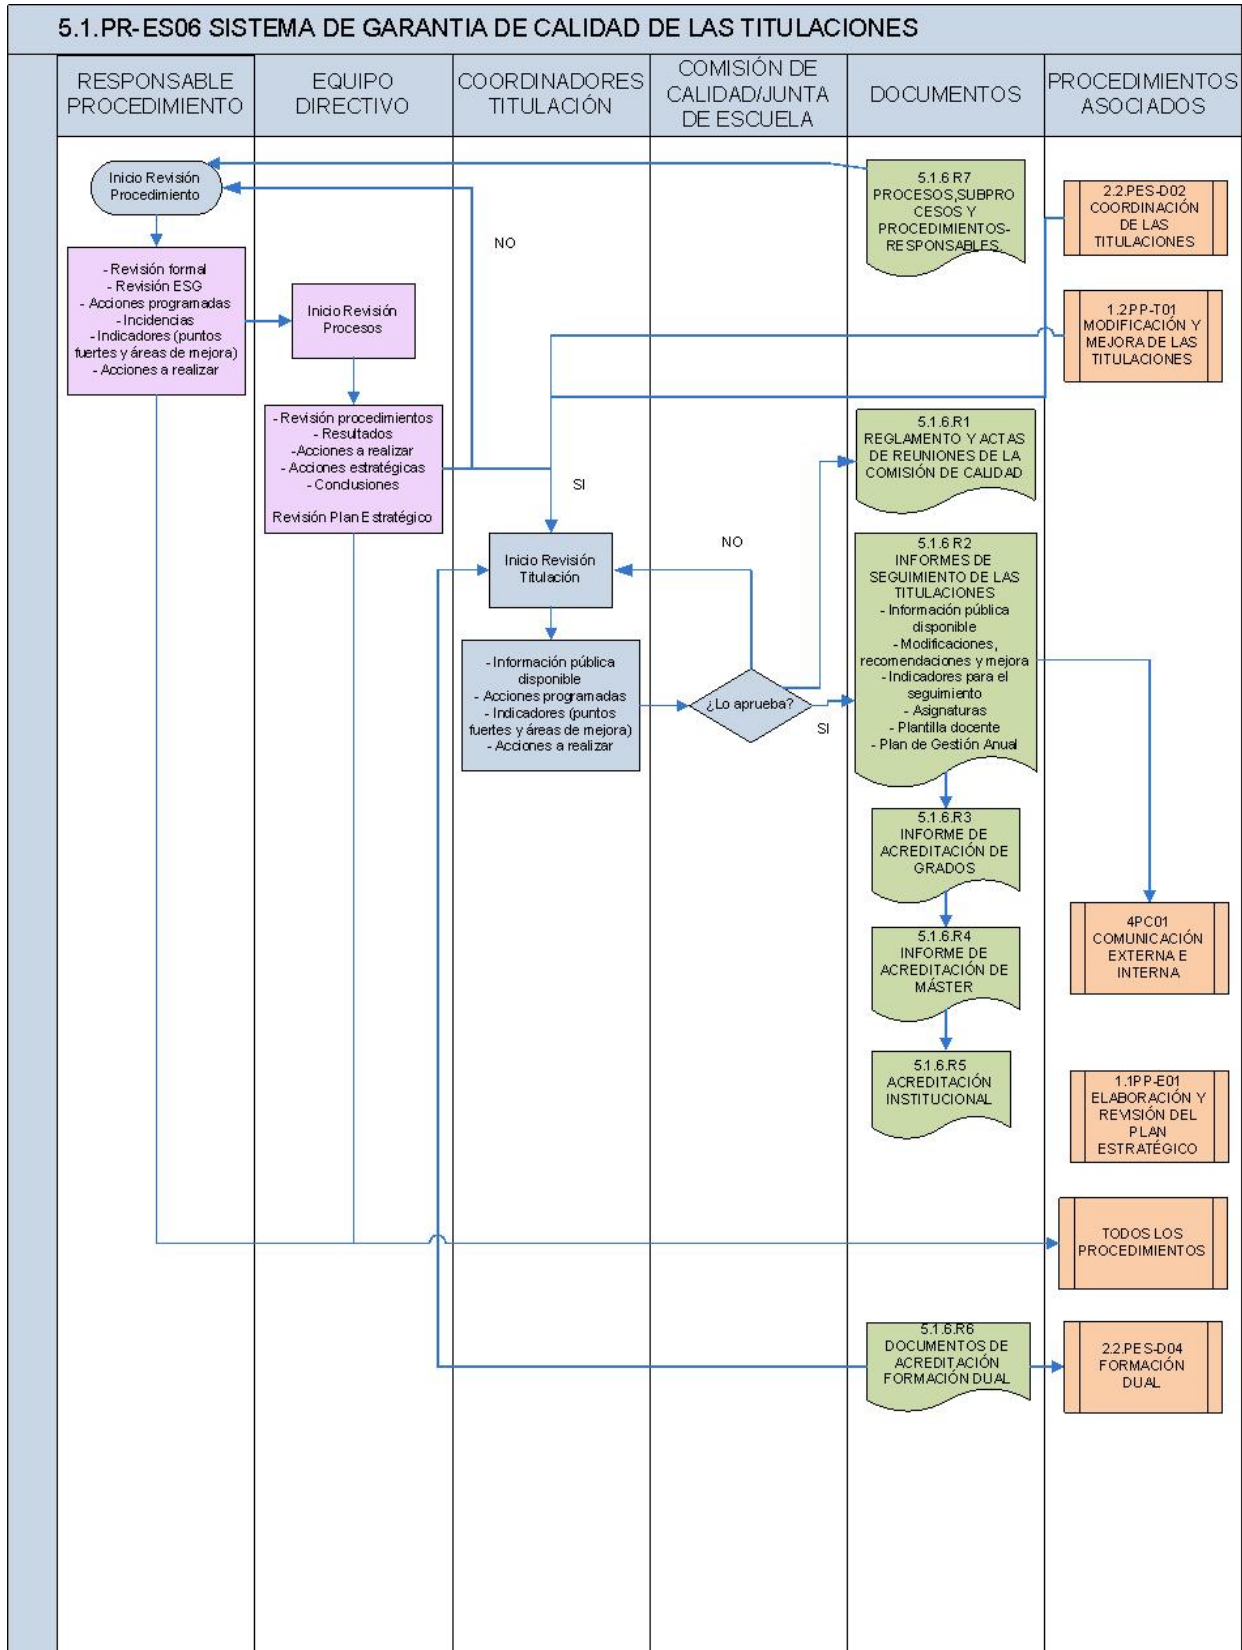 5.1.PR-ES06 SISTEMA DE GARANTIA DE CALIDAD DE LAS TITULACIONES
RESPONSABLE
PROCEDIMIENTO
EQUIPO
DIRECTIVO
COORDINADORES
TITULACIÓN
COMISIÓN DE
CALIDAD/JUNTA
DE ESCUELA
DOCUMENTOS
PROCEDIMIENTOS
ASOCIADOS
Inicio Revisión
Procedimiento
5.1.6 R7
PROCESOS,SUBPRO
CESOS Y
PROCEDIMIENTOS-
RESPONSABLES.
2.2.PES-D02
COORDINACIÓN
DE LAS
TITULACIONES
NO
- Revisión formal
- Revisión ESG
- Acciones programadas
- Incidencias
- Indicadores (puntos
fuertes y áreas de mejora)
- Acciones a realizar
Inicio Revisión
Procesos
1.2PP-T01
MODIFICACIÓN Y
MEJORA DE LAS
TITULACIONES
- Revisión procedimientos
- Resultados
-Acciones a realizar
- Acciones estratégicas
- Conclusiones
Revisión Plan Estratégico
SI
5.1.6.R1
REGLAMENTO Y ACTAS
DE REUNIONES DE LA
COMISIÓN DE CALIDAD
Inicio Revisión
Titulación
NO
5.1.6 R2
INFORMES DE
SEGUIMIENTO DE LAS
TITULACIONES
- Información pública
disponible
- Modificaciones,
recomendaciones y mejora
- Indicadores para el
seguimiento
- Asignaturas
- Plantilla docente
- Plan de Gestión Anual
- Información pública
disponible
- Acciones programadas
- Indicadores (puntos
fuertes y áreas de mejora)
- Acciones a realizar
¿Lo aprueba?
SI
5.1.6.R3
INFORME DE
ACREDITACIÓN DE
GRADOS
5.1.6.R4
INFORME DE
ACREDITACIÓN DE
MÁSTER
4PC01
COMUNICACIÓN
EXTERNA E
INTERNA
5.1.6.R5
ACREDITACIÓN
INSTITUCIONAL
1.1PP-E01
ELABORACIÓN Y
REVISIÓN DEL
PLAN
ESTRATÉGICO
TODOS LOS
PROCEDIMIENTOS
5.1.6.R6
DOCUMENTOS DE
ACREDITACIÓN
FORMACIÓN DUAL
2.2.PES-D04
FORMACIÓN
DUAL